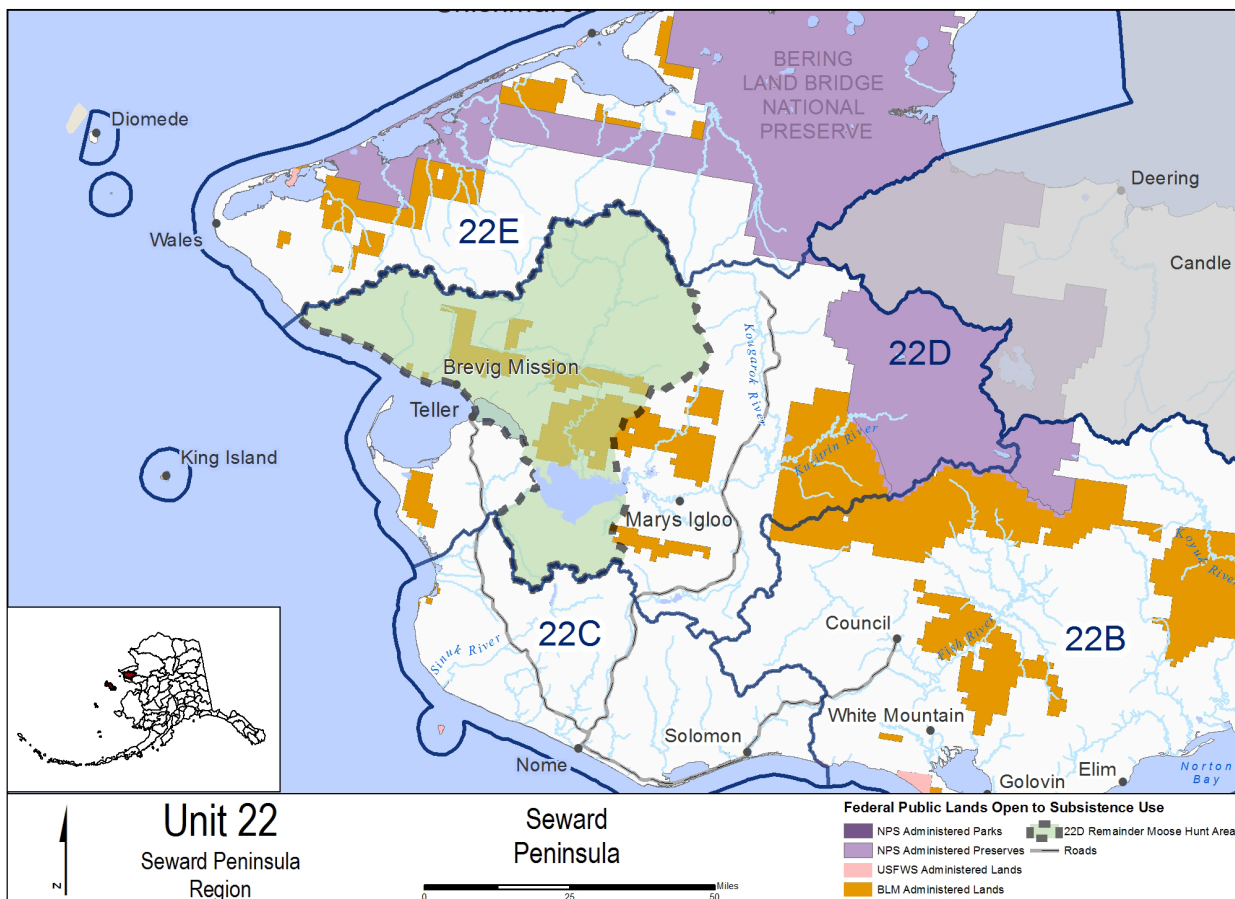 Diomede
Wales
BERING
LAND BRIDGE
NATIONAL
PRESERVE
Deering
Candle
22E
22D
Kougarok River
Brevig Mission
Teller
Kuzitrin River
King Island
Marys Igloo
Koyuk River
22C
Council
Fish River
22B
Sinuk River
White Mountain
Solomon
Nome
Golovin
Elim
Norton
Bay
Unit 22
Seward Peninsula
Region
Seward
Peninsula
Z
0
25
50
Miles
Federal Public Lands Open to Subsistence Use
NPS Administered Parks
NPS Administered Preserves
USFWS Administered Lands
BLM Administered Lands
22D Remainder Moose Hunt Area
Roads